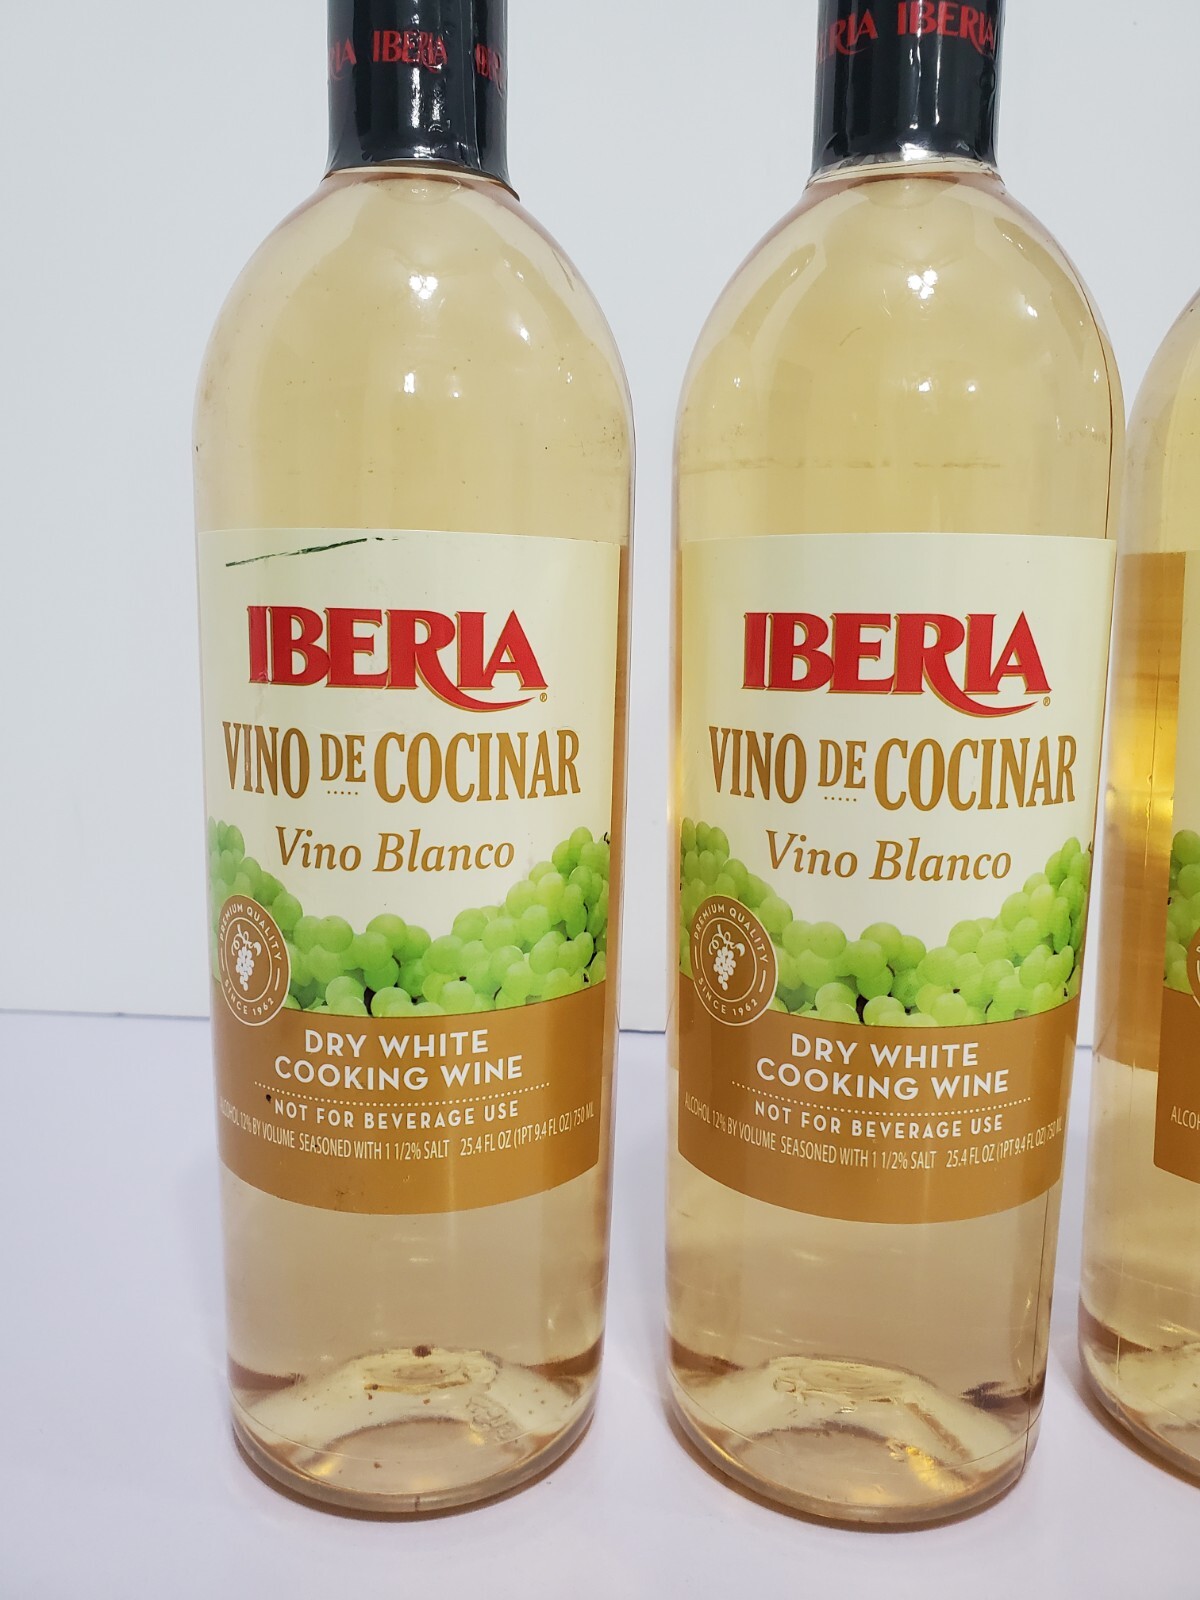 IBERIA
IBERIA
IBERIA®
VINO DE COCINAR
Vino Blanco
PREMIUM QUALITY
SINCE 1962
DRY WHITE
COOKING WINE
NOT FOR BEVERAGE USE
ALCOHOL 12% BY VOLUME SEASONED WITH 1 1/2% SALT 25.4 FL OZ (1PT 9.4 FL OZ) 750 ML
IBERIA®
VINO DE COCINAR
Vino Blanco
PREMIUM QUALITY
SINCE 1962
DRY WHITE
COOKING WINE
NOT FOR BEVERAGE USE
ALCOHOL 12% BY VOLUME SEASONED WITH 1 1/2% SALT 25.4 FL OZ (1PT 9.4 FL OZ) 750 ML